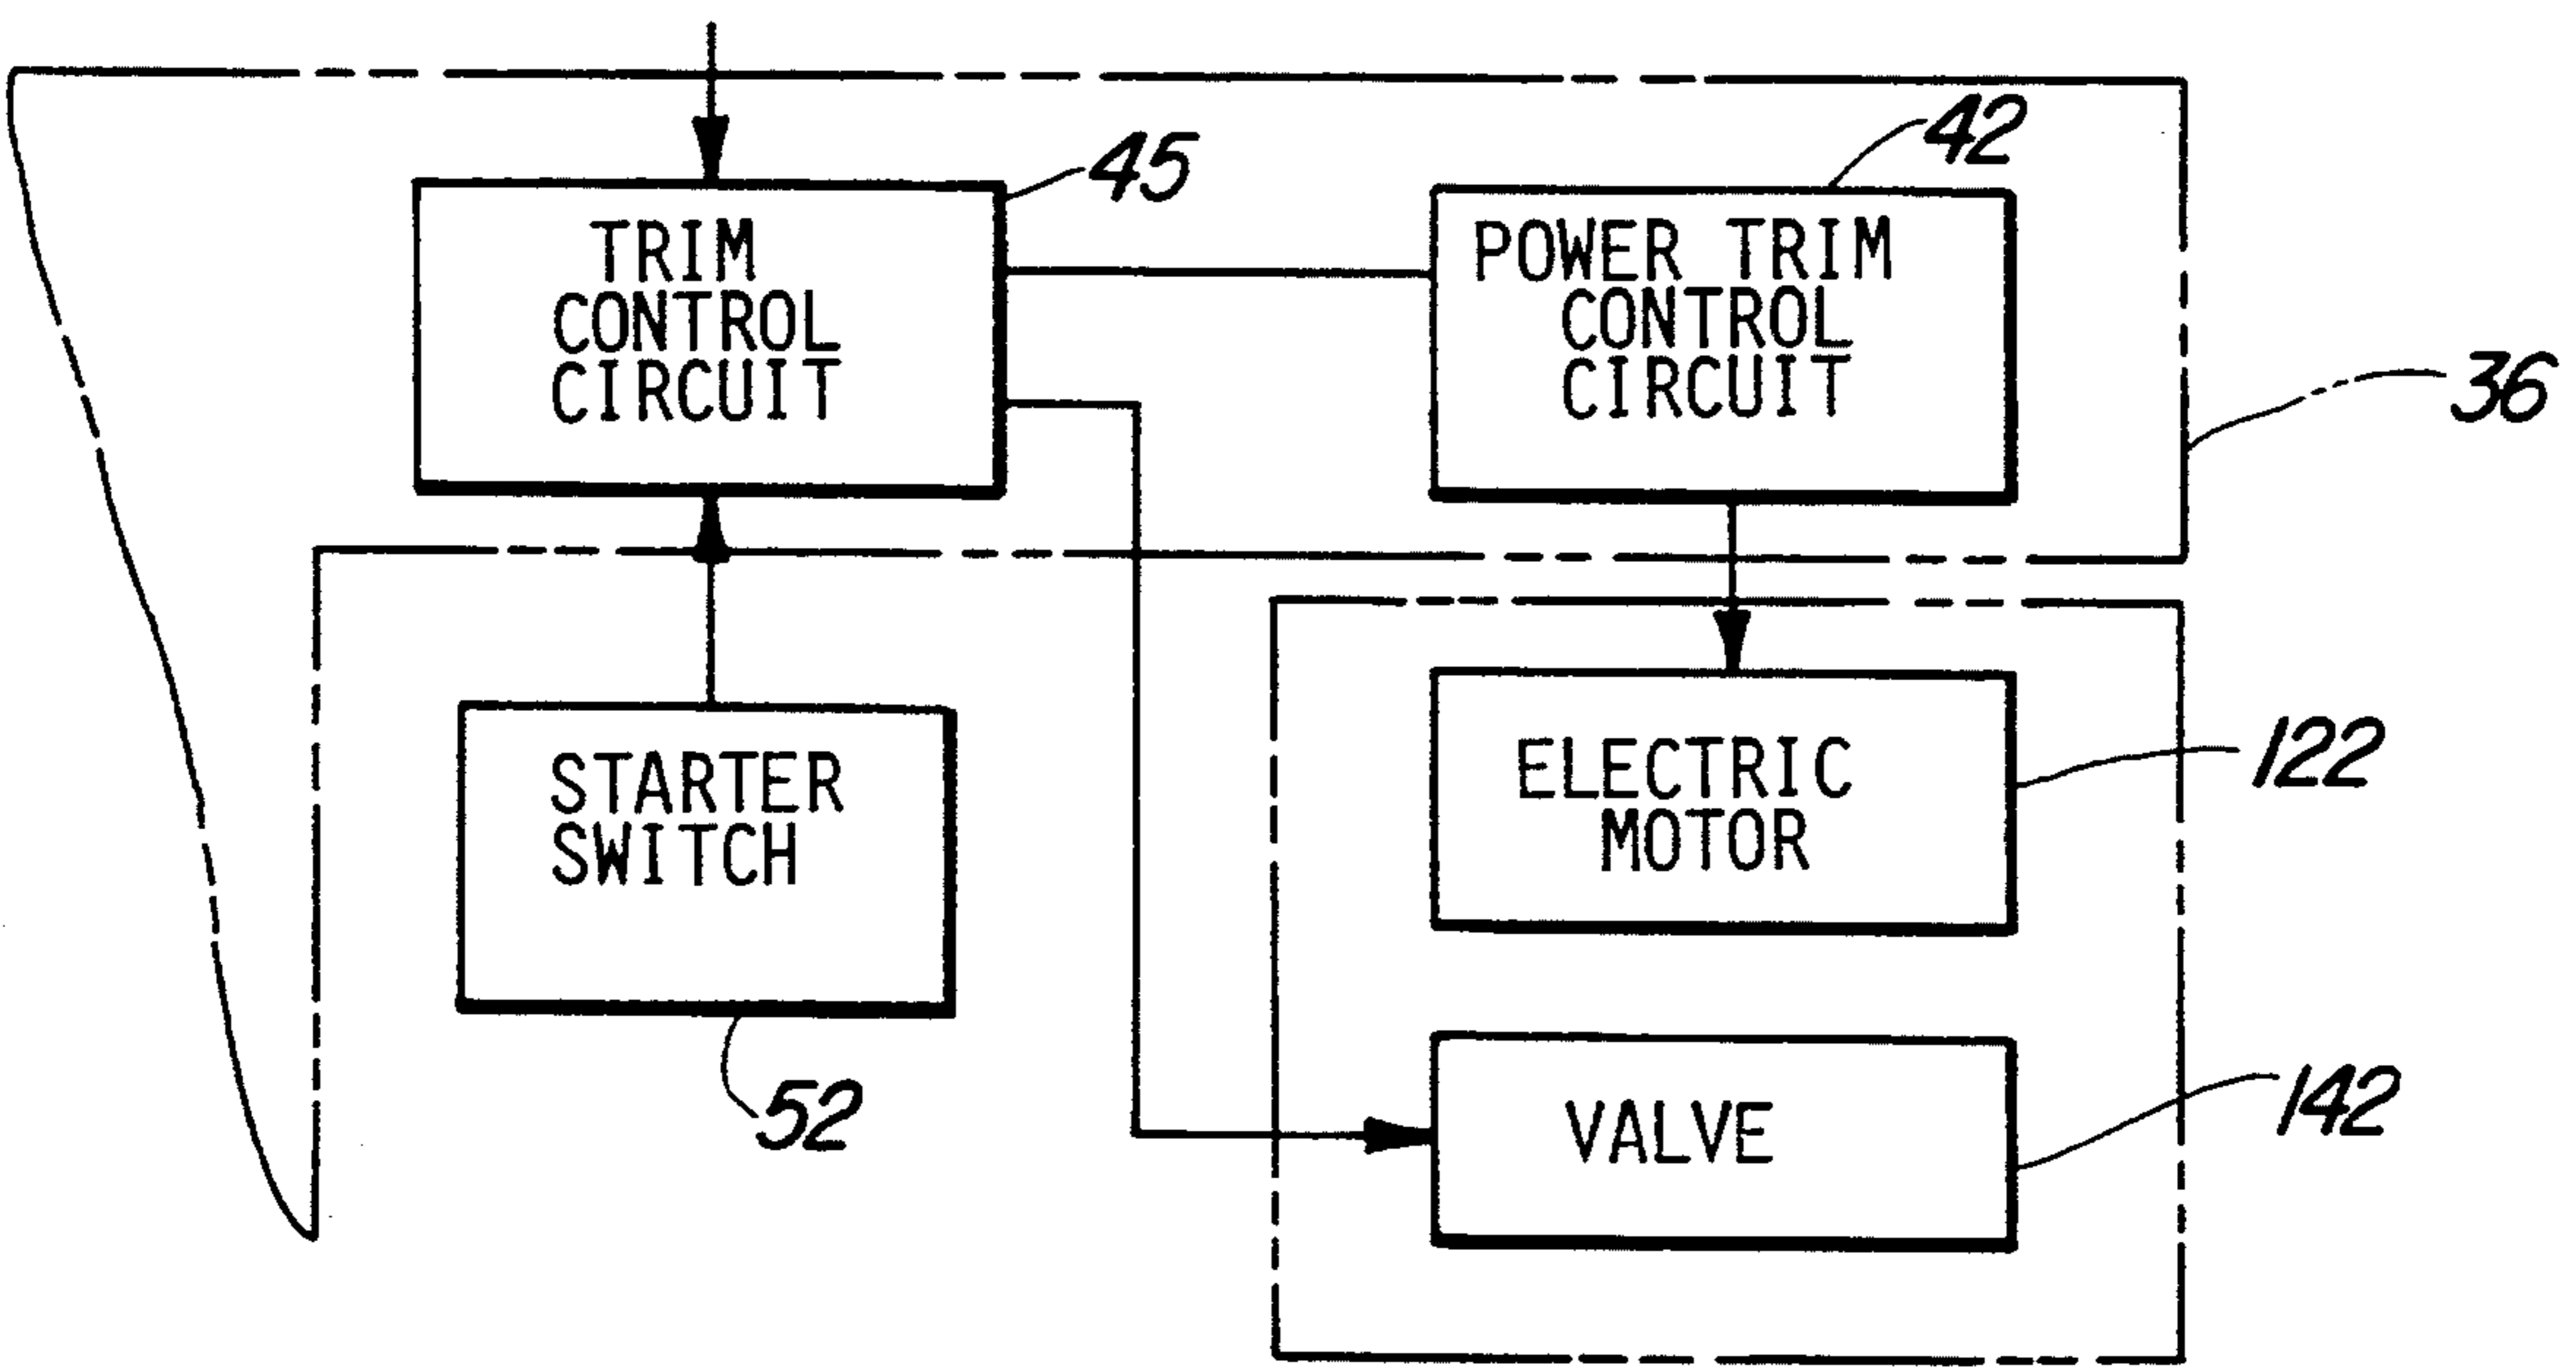 45
42
TRIM
CONTROL
CIRCUIT
POWER TRIM
CONTROL
CIRCUIT
36
STARTER
SWITCH
52
ELECTRIC
MOTOR
122
VALVE
142